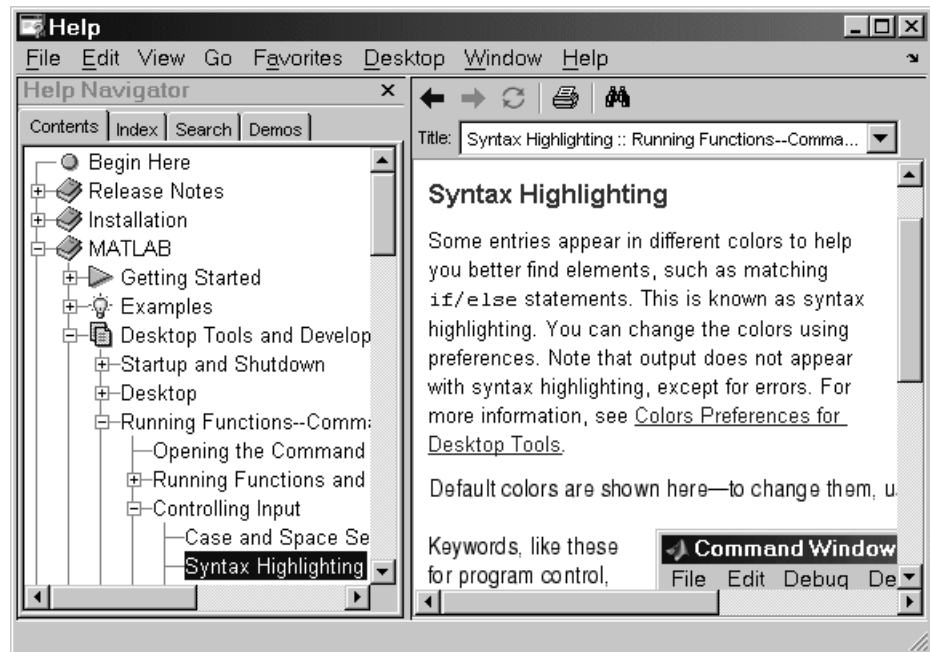 Help
File Edit View Go Favorites Desktop Window Help
Help Navigator
Contents Index Search Demos
Begin Here
Release Notes
Installation
MATLAB
Getting Started
Examples
Desktop Tools and Develop
Startup and Shutdown
Desktop
Running Functions--Comm
Opening the Command
Running Functions and
Controlling Input
Case and Space Se
Syntax Highlighting
Title: Syntax Highlighting :: Running Functions--Comma...
Syntax Highlighting
Some entries appear in different colors to help
you better find elements, such as matching
if/else statements. This is known as syntax
highlighting. You can change the colors using
preferences. Note that output does not appear
with syntax highlighting, except for errors. For
more information, see Colors Preferences for
Desktop Tools.
Default colors are shown here—to change them, u
Keywords, like these
for program control,
Command Window
File Edit Debug De